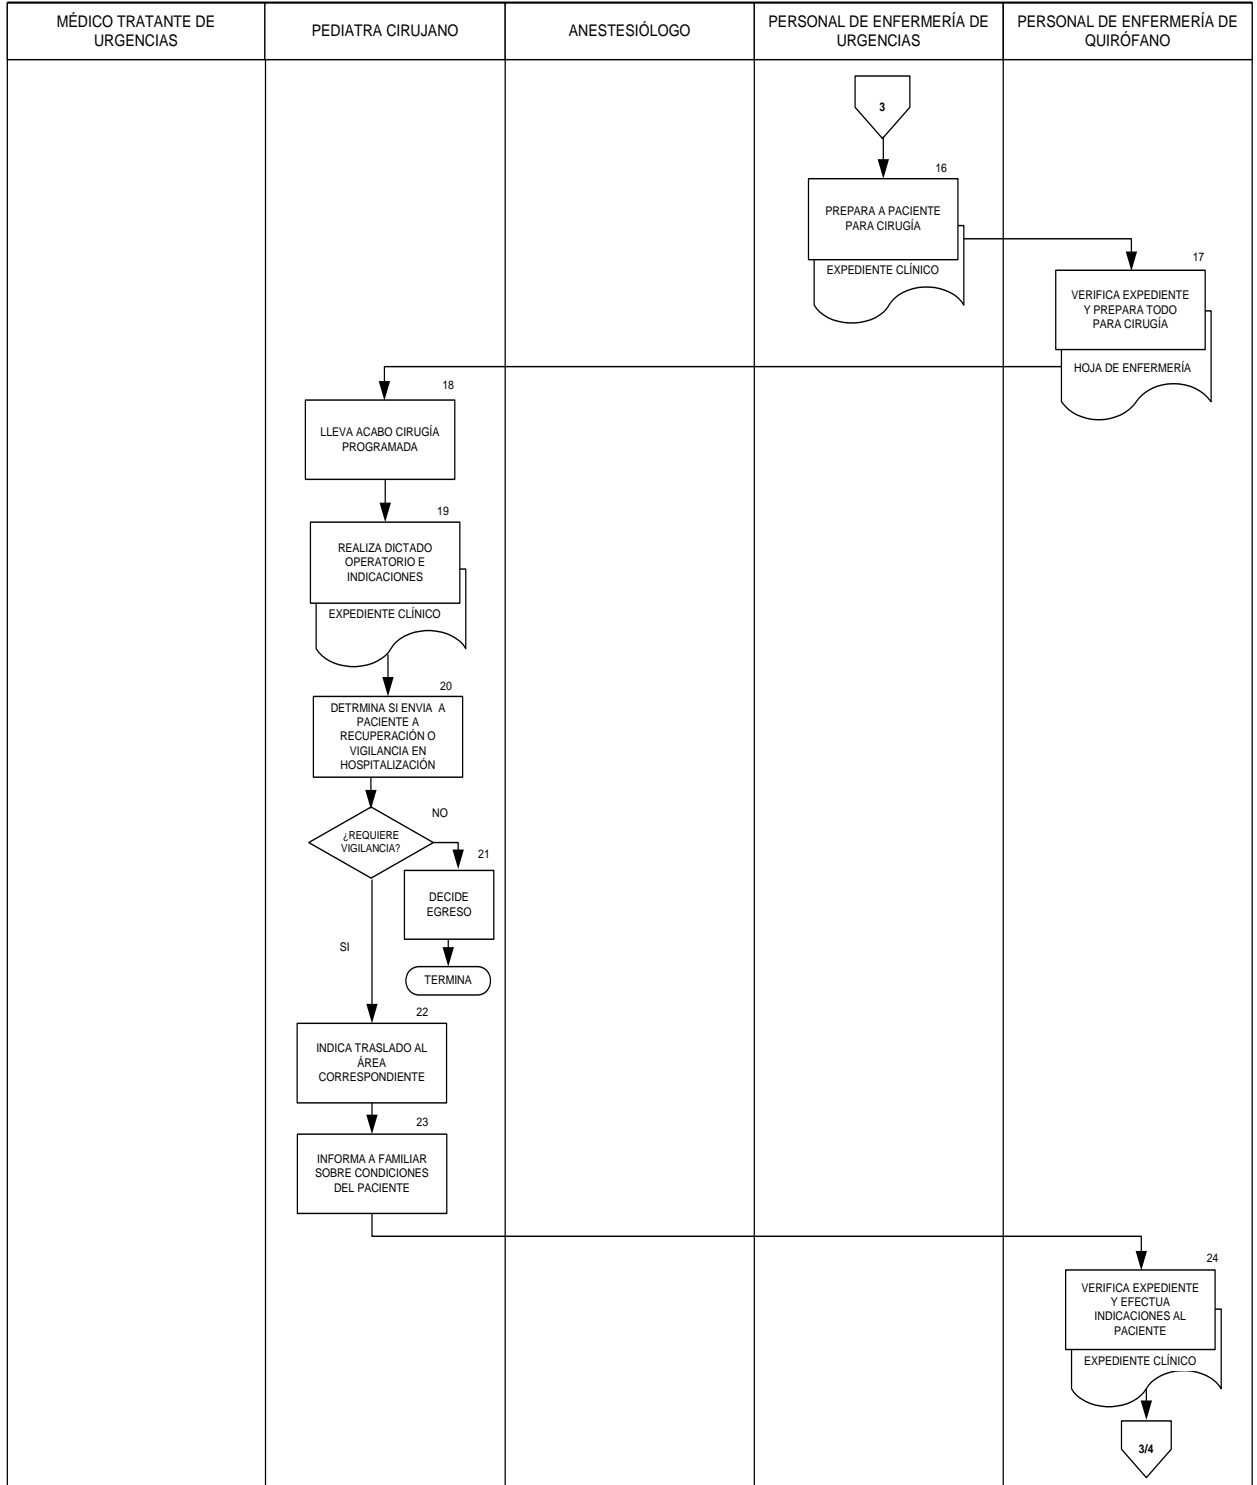 MÉDICO TRATANTE DE
URGENCIAS
PEDIATRA CIRUJANO
ANESTESIÓLOGO
PERSONAL DE ENFERMERÍA DE
URGENCIAS
PERSONAL DE ENFERMERÍA DE
QUIRÓFANO
3
16
PREPARA A PACIENTE
PARA CIRUGÍA
EXPEDIENTE CLÍNICO
17
VERIFICA EXPEDIENTE
Y PREPARA TODO
PARA CIRUGÍA
HOJA DE ENFERMERÍA
18
LLEVA ACABO CIRUGÍA
PROGRAMADA
19
REALIZA DICTADO
OPERATORIO E
INDICACIONES
EXPEDIENTE CLÍNICO
20
DETRMINA SI ENVIA A
PACIENTE A
RECUPERACIÓN O
VIGILANCIA EN
HOSPITALIZACIÓN
¿REQUIERE
VIGILANCIA?
NO
21
DECIDE
EGRESO
TERMINA
SI
22
INDICA TRASLADO AL
ÁREA
CORRESPONDIENTE
23
INFORMA A FAMILIAR
SOBRE CONDICIONES
DEL PACIENTE
24
VERIFICA EXPEDIENTE
Y EFECTUA
INDICACIONES AL
PACIENTE
EXPEDIENTE CLÍNICO
3/4